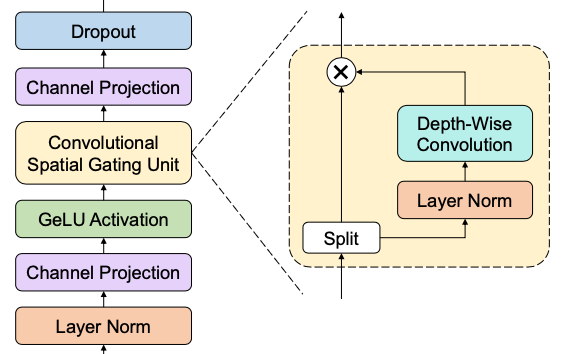 Dropout
Channel Projection
Convolutional
Spatial Gating Unit
GeLU Activation
Channel Projection
Layer Norm
Depth-Wise
Convolution
Layer Norm
Split